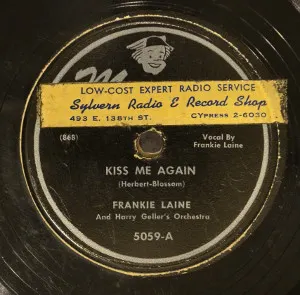 M
LOW-COST EXPERT RADIO SERVICE
Sylvern Radio & Record Shop
493 E. 138TH ST. CYPRESS 2-6030
(865) Vocal By
Frankie Laine
KISS ME AGAIN
(Herbert-Blossom)
FRANKIE LAINE
And Harry Geller's Orchestra
5059-A